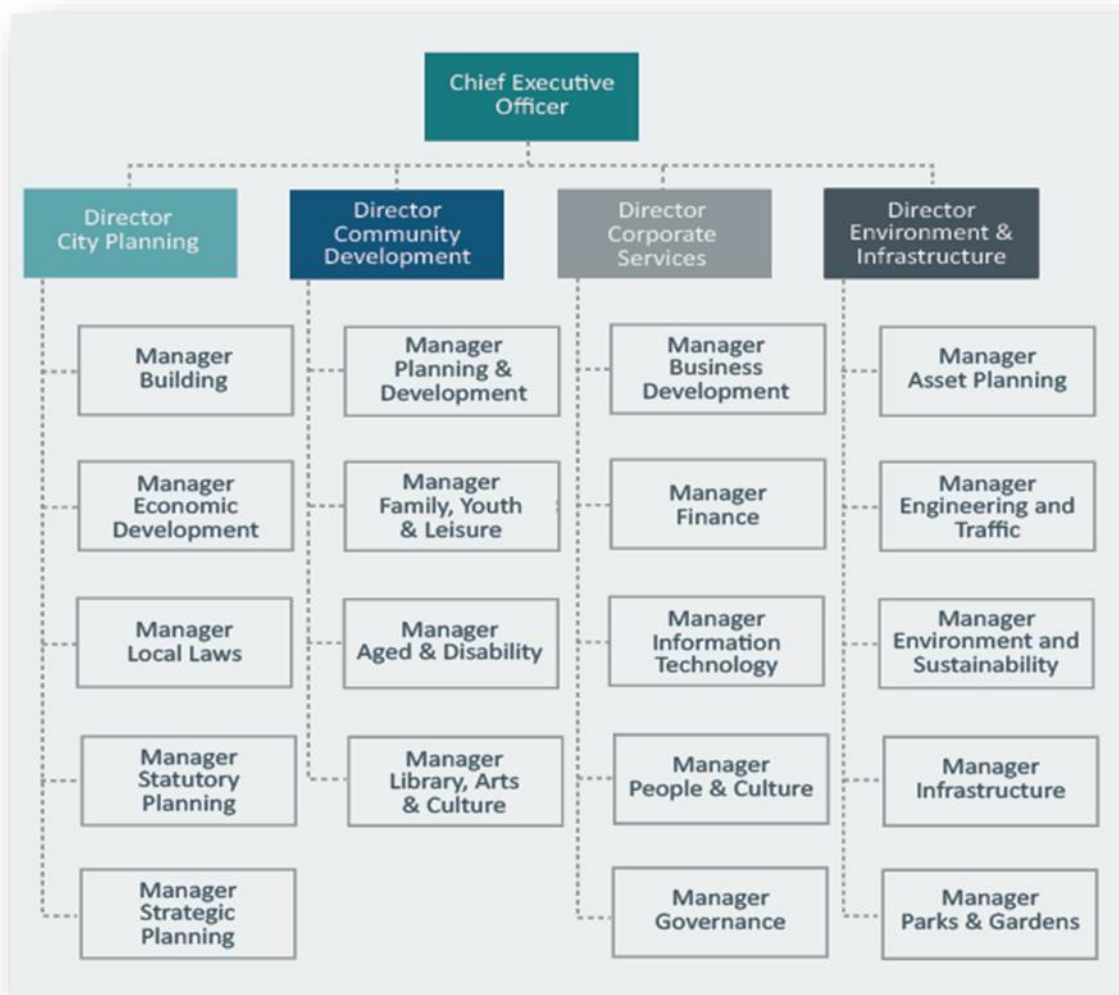 Chief Executive
Officer
Director
City Planning
Director
Community
Development
Director
Corporate
Services
Director
Environment &
Infrastructure
Manager
Building
Manager
Economic
Development
Manager
Local Laws
Manager
Statutory
Planning
Manager
Strategic
Planning
Manager
Planning &
Development
Manager
Family, Youth
& Leisure
Manager
Aged & Disability
Manager
Library, Arts
& Culture
Manager
Business
Development
Manager
Finance
Manager
Information
Technology
Manager
People & Culture
Manager
Governance
Manager
Asset Planning
Manager
Engineering and
Traffic
Manager
Environment and
Sustainability
Manager
Infrastructure
Manager
Parks & Gardens